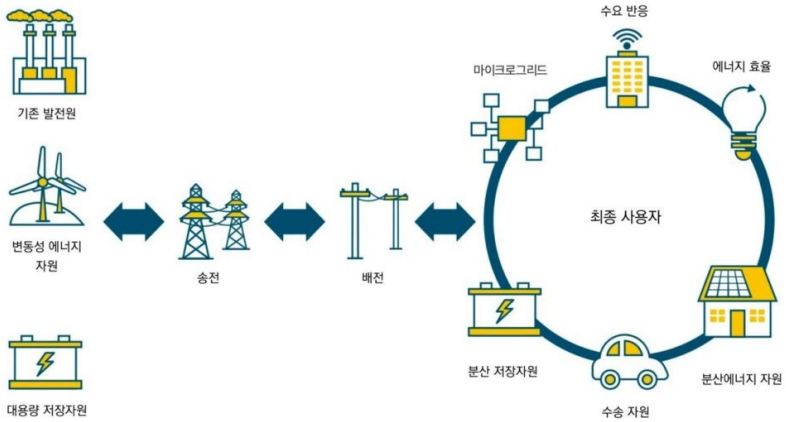 수요 반응
마이크로그리드
에너지 효율
기존 발전원
변동성 에너지
자원
송전
배전
최종 사용자
분산 저장자원
분산에너지 자원
대용량 저장자원
수송 자원